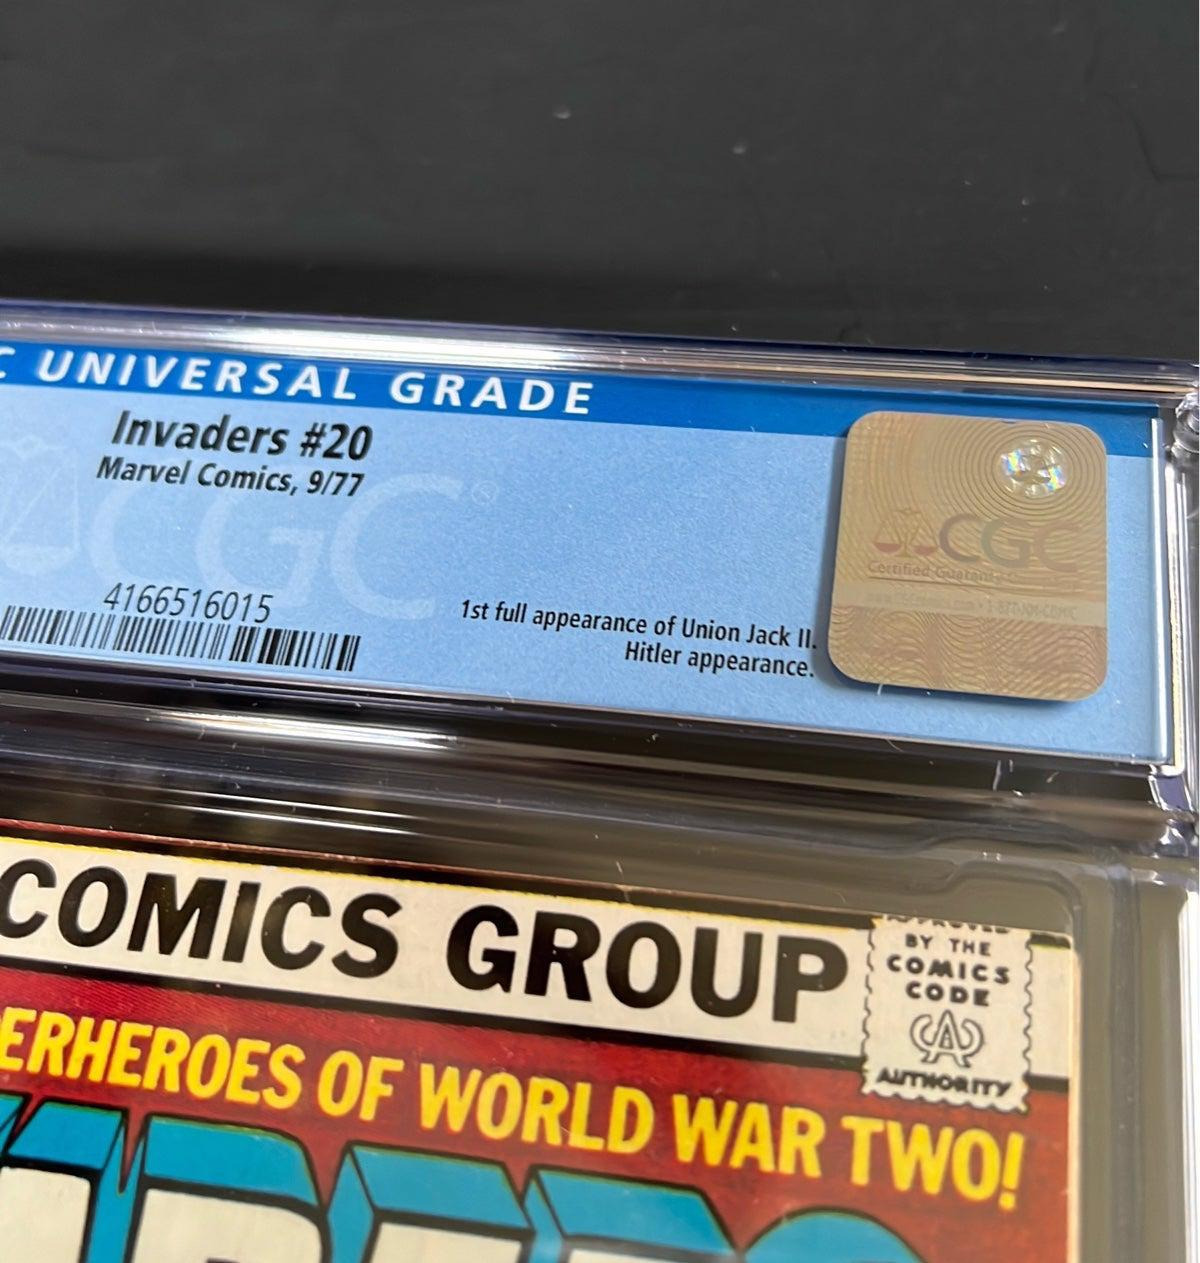 C UNIVERSAL GRADE
Invaders #20
Marvel Comics, 9/77
CGC®
4166516015
1st full appearance of Union Jack II.
Hitler appearance.
CGC
Certified Guaranty
COMICS GROUP
BY THE
COMICS
CODE
CA
AUTHORITY
ERHEROES OF WORLD WAR TWO!